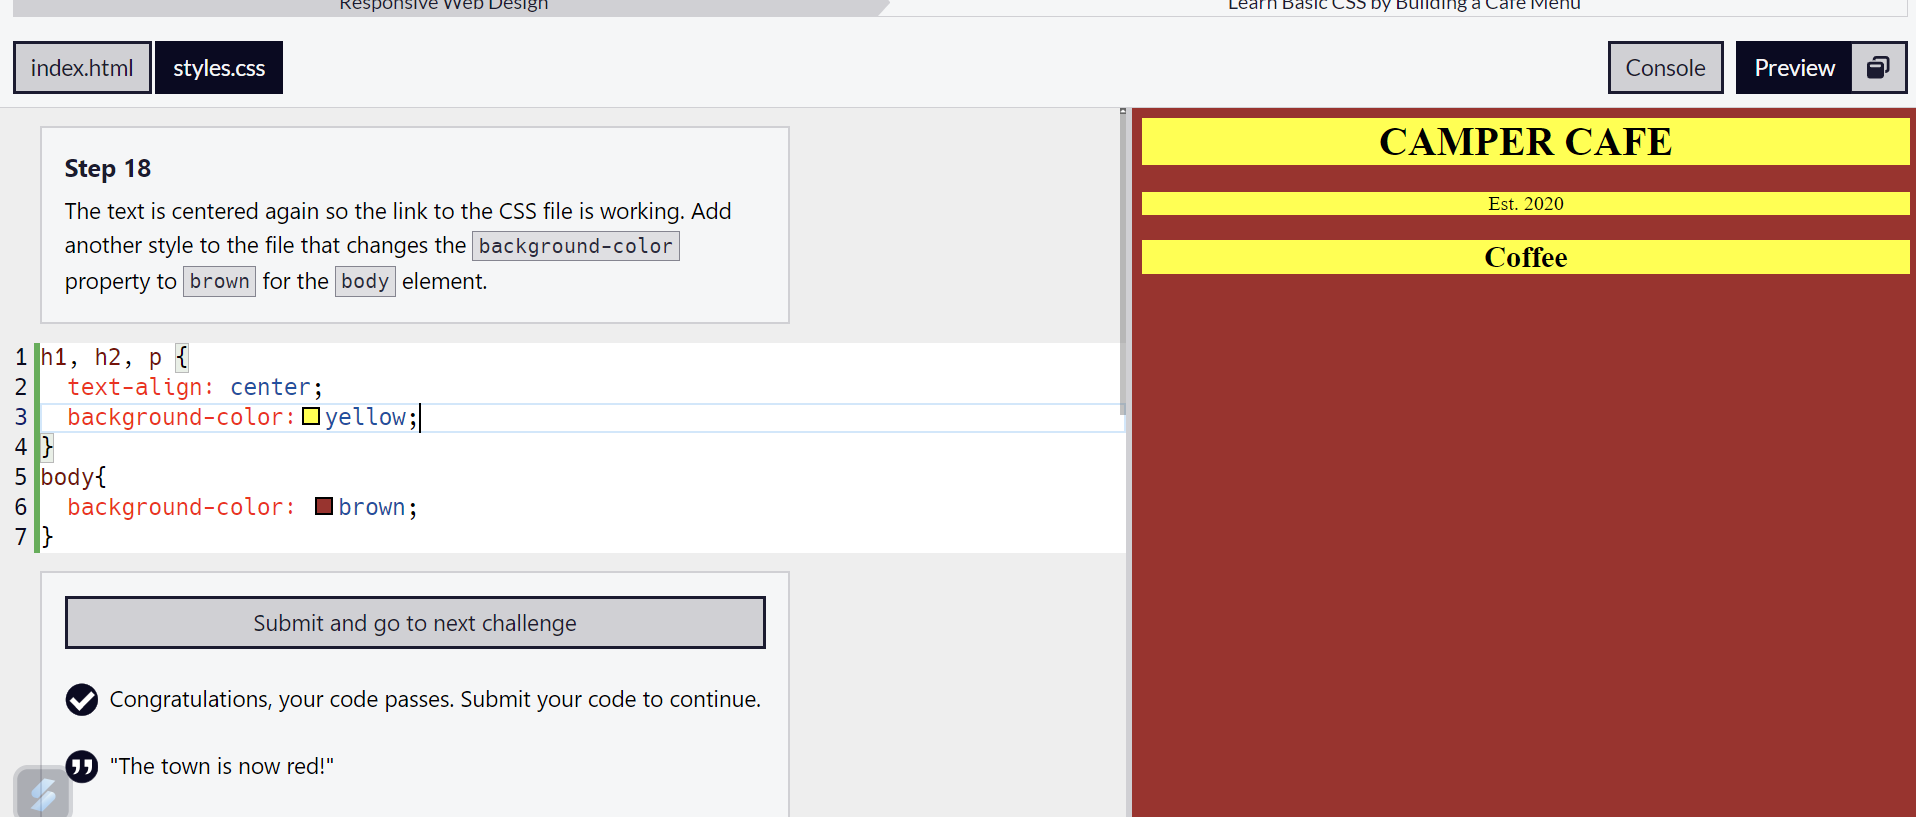 Responsive Web Design
Learn Basic CSS by Building a Cafe Menu
index.html
styles.css
Console
Preview
Step 18
The text is centered again so the link to the CSS file is working. Add
another style to the file that changes the background-color
property to brown for the body element.
1 h1, h2, p {
2 text-align: center;
3 background-color: yellow;
4 }
5 body{
6 background-color: brown;
7 }
Submit and go to next challenge
Congratulations, your code passes. Submit your code to continue.
"The town is now red!"
CAMPER CAFE
Est. 2020
Coffee